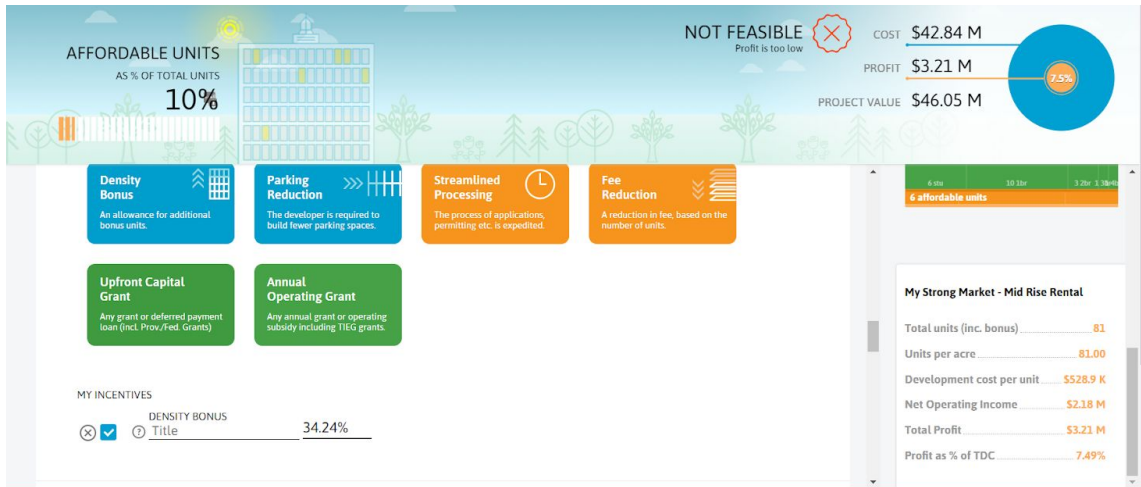 AFFORDABLE UNITS
AS % OF TOTAL UNITS
10%
NOT FEASIBLE
Profit is too low
COST $42.84 M
PROFIT $3.21 M
PROJECT VALUE $46.05 M
7.5%
Density
Bonus
An allowance for additional
bonus units.
Parking
Reduction
The developer is required to
build fewer parking spaces.
Streamlined
Processing
The process of applications,
permitting etc. is expedited.
Fee
Reduction
A reduction in fee, based on the
number of units.
Upfront Capital
Grant
Any grant or deferred payment
loan (incl. Prov./Fed. Grants)
Annual
Operating Grant
Any annual grant or operating
subsidy including TIEG grants.
MY INCENTIVES
DENSITY BONUS
? Title 34.24%
6 stu 10 1br 3 2br
6 affordable units
My Strong Market - Mid Rise Rental
Total units (inc. bonus) 81
Units per acre 81.00
Development cost per unit $528.9 K
Net Operating Income $2.18 M
Total Profit $3.21 M
Profit as % of TDC 7.49%